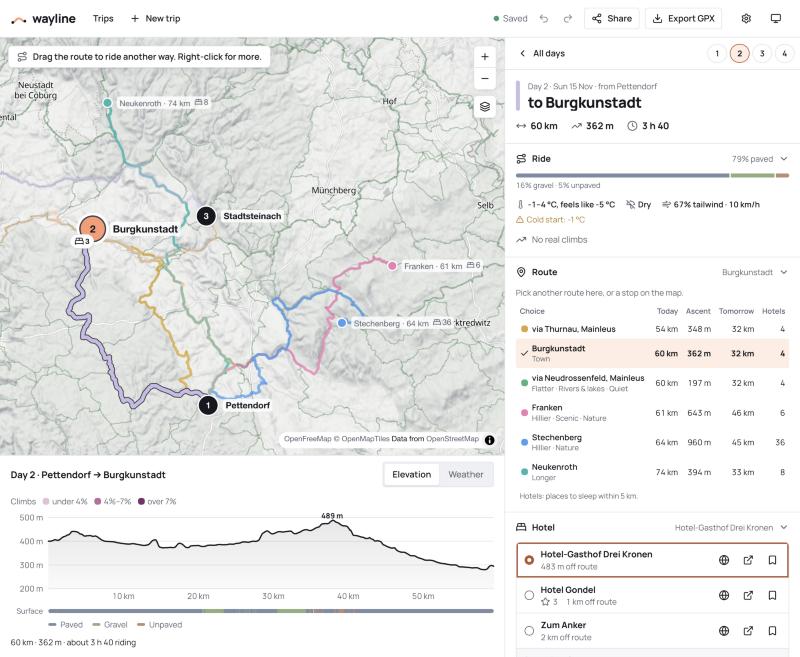 wayline
Trips
New trip
Saved
Share
Export GPX
Drag the route to ride another way. Right-click for more.
Neustadt
bei Coburg
ental
Neukenroth · 74 km 8
Hof
Münchberg
Selb
3 Stadtsteinach
2 Burgkunstadt
3
Franken · 61 km 6
Stechenberg · 64 km 36
ktredwitz
1 Pettendorf
OpenFreeMap © OpenMapTiles Data from OpenStreetMap
Day 2 · Pettendorf → Burgkunstadt
Elevation
Weather
Climbs under 4% 4%–7% over 7%
489 m
500 m
400 m
300 m
200 m
10 km 20 km 30 km 40 km 50 km
Surface
Paved Gravel Unpaved
60 km · 362 m · about 3 h 40 riding
All days
1 2 3 4
Day 2 · Sun 15 Nov · from Pettendorf
to Burgkunstadt
60 km 362 m 3 h 40
Ride 79% paved
16% gravel · 5% unpaved
-1–4 °C, feels like -5 °C Dry 67% tailwind · 10 km/h
Cold start: -1 °C
No real climbs
Route Burgkunstadt
Pick another route here, or a stop on the map.
Choice Today Ascent Tomorrow Hotels
via Thurnau, Mainleus 54 km 348 m 32 km 4
Burgkunstadt 60 km 362 m 32 km 4
Town
via Neudrossenfeld, Mainleus 60 km 197 m 32 km 4
Flatter · Rivers & lakes · Quiet
Franken 61 km 643 m 46 km 6
Hillier · Scenic · Nature
Stechenberg 64 km 960 m 45 km 36
Hillier · Nature
Neukenroth 74 km 394 m 33 km 8
Longer
Hotels: places to sleep within 5 km.
Hotel Hotel-Gasthof Drei Kronen
Hotel-Gasthof Drei Kronen
483 m off route
Hotel Gondel
3 1 km off route
Zum Anker
2 km off route